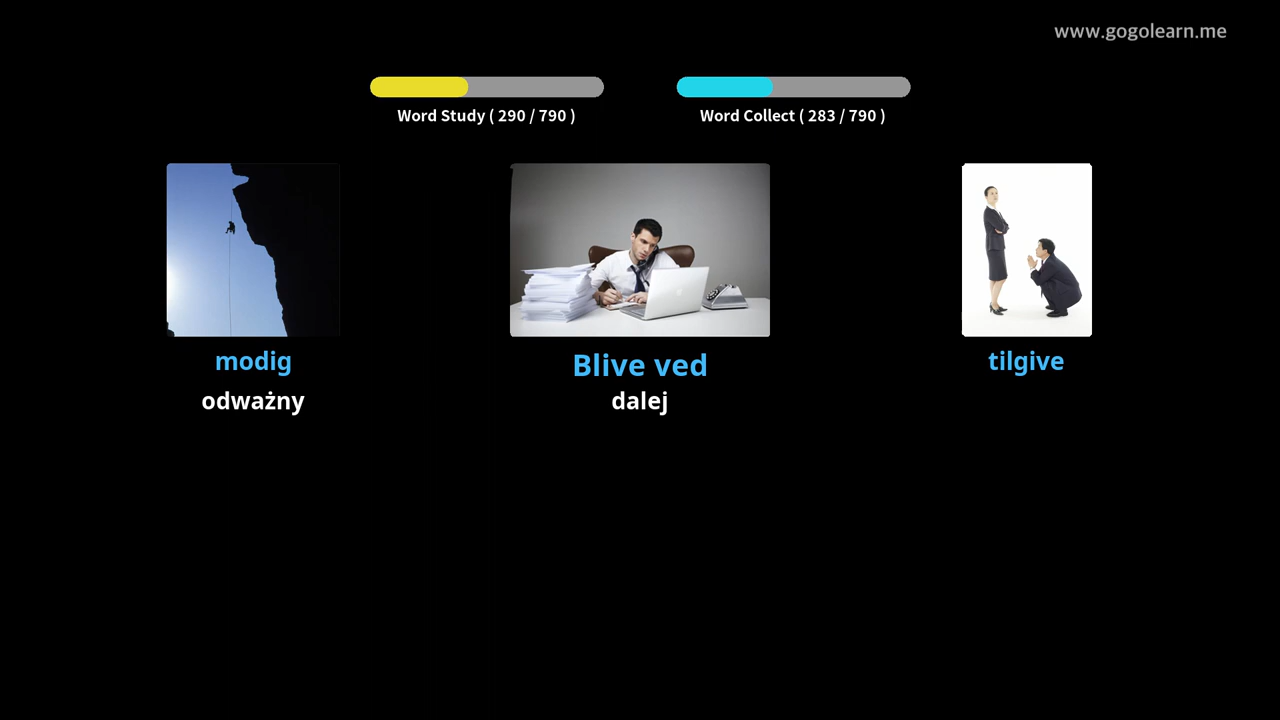 www.gogolearn.me
Word Study ( 290 / 790 )
Word Collect ( 283 / 790 )
modig
odważny
Blive ved
dalej
tilgive